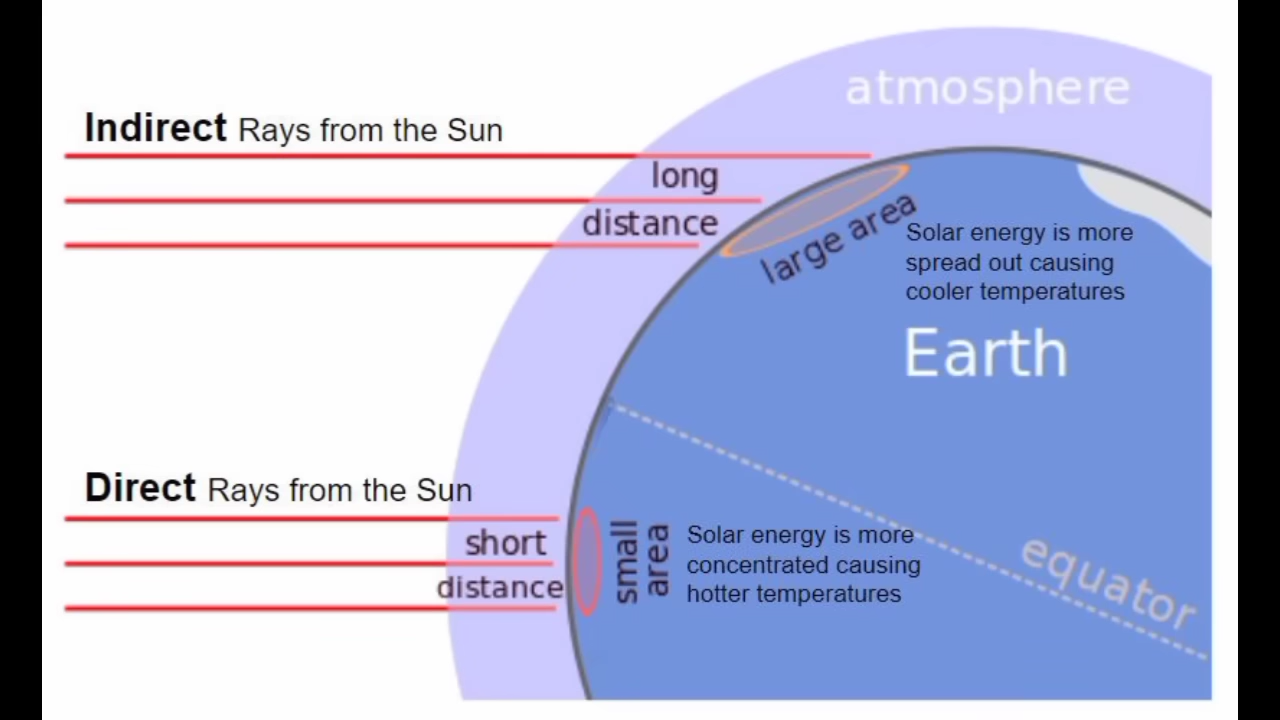 atmosphere
Indirect Rays from the Sun
long
distance
large area
Solar energy is more
spread out causing
cooler temperatures
Earth
Direct Rays from the Sun
short
distance
small
area
Solar energy is more
concentrated causing
hotter temperatures
equator